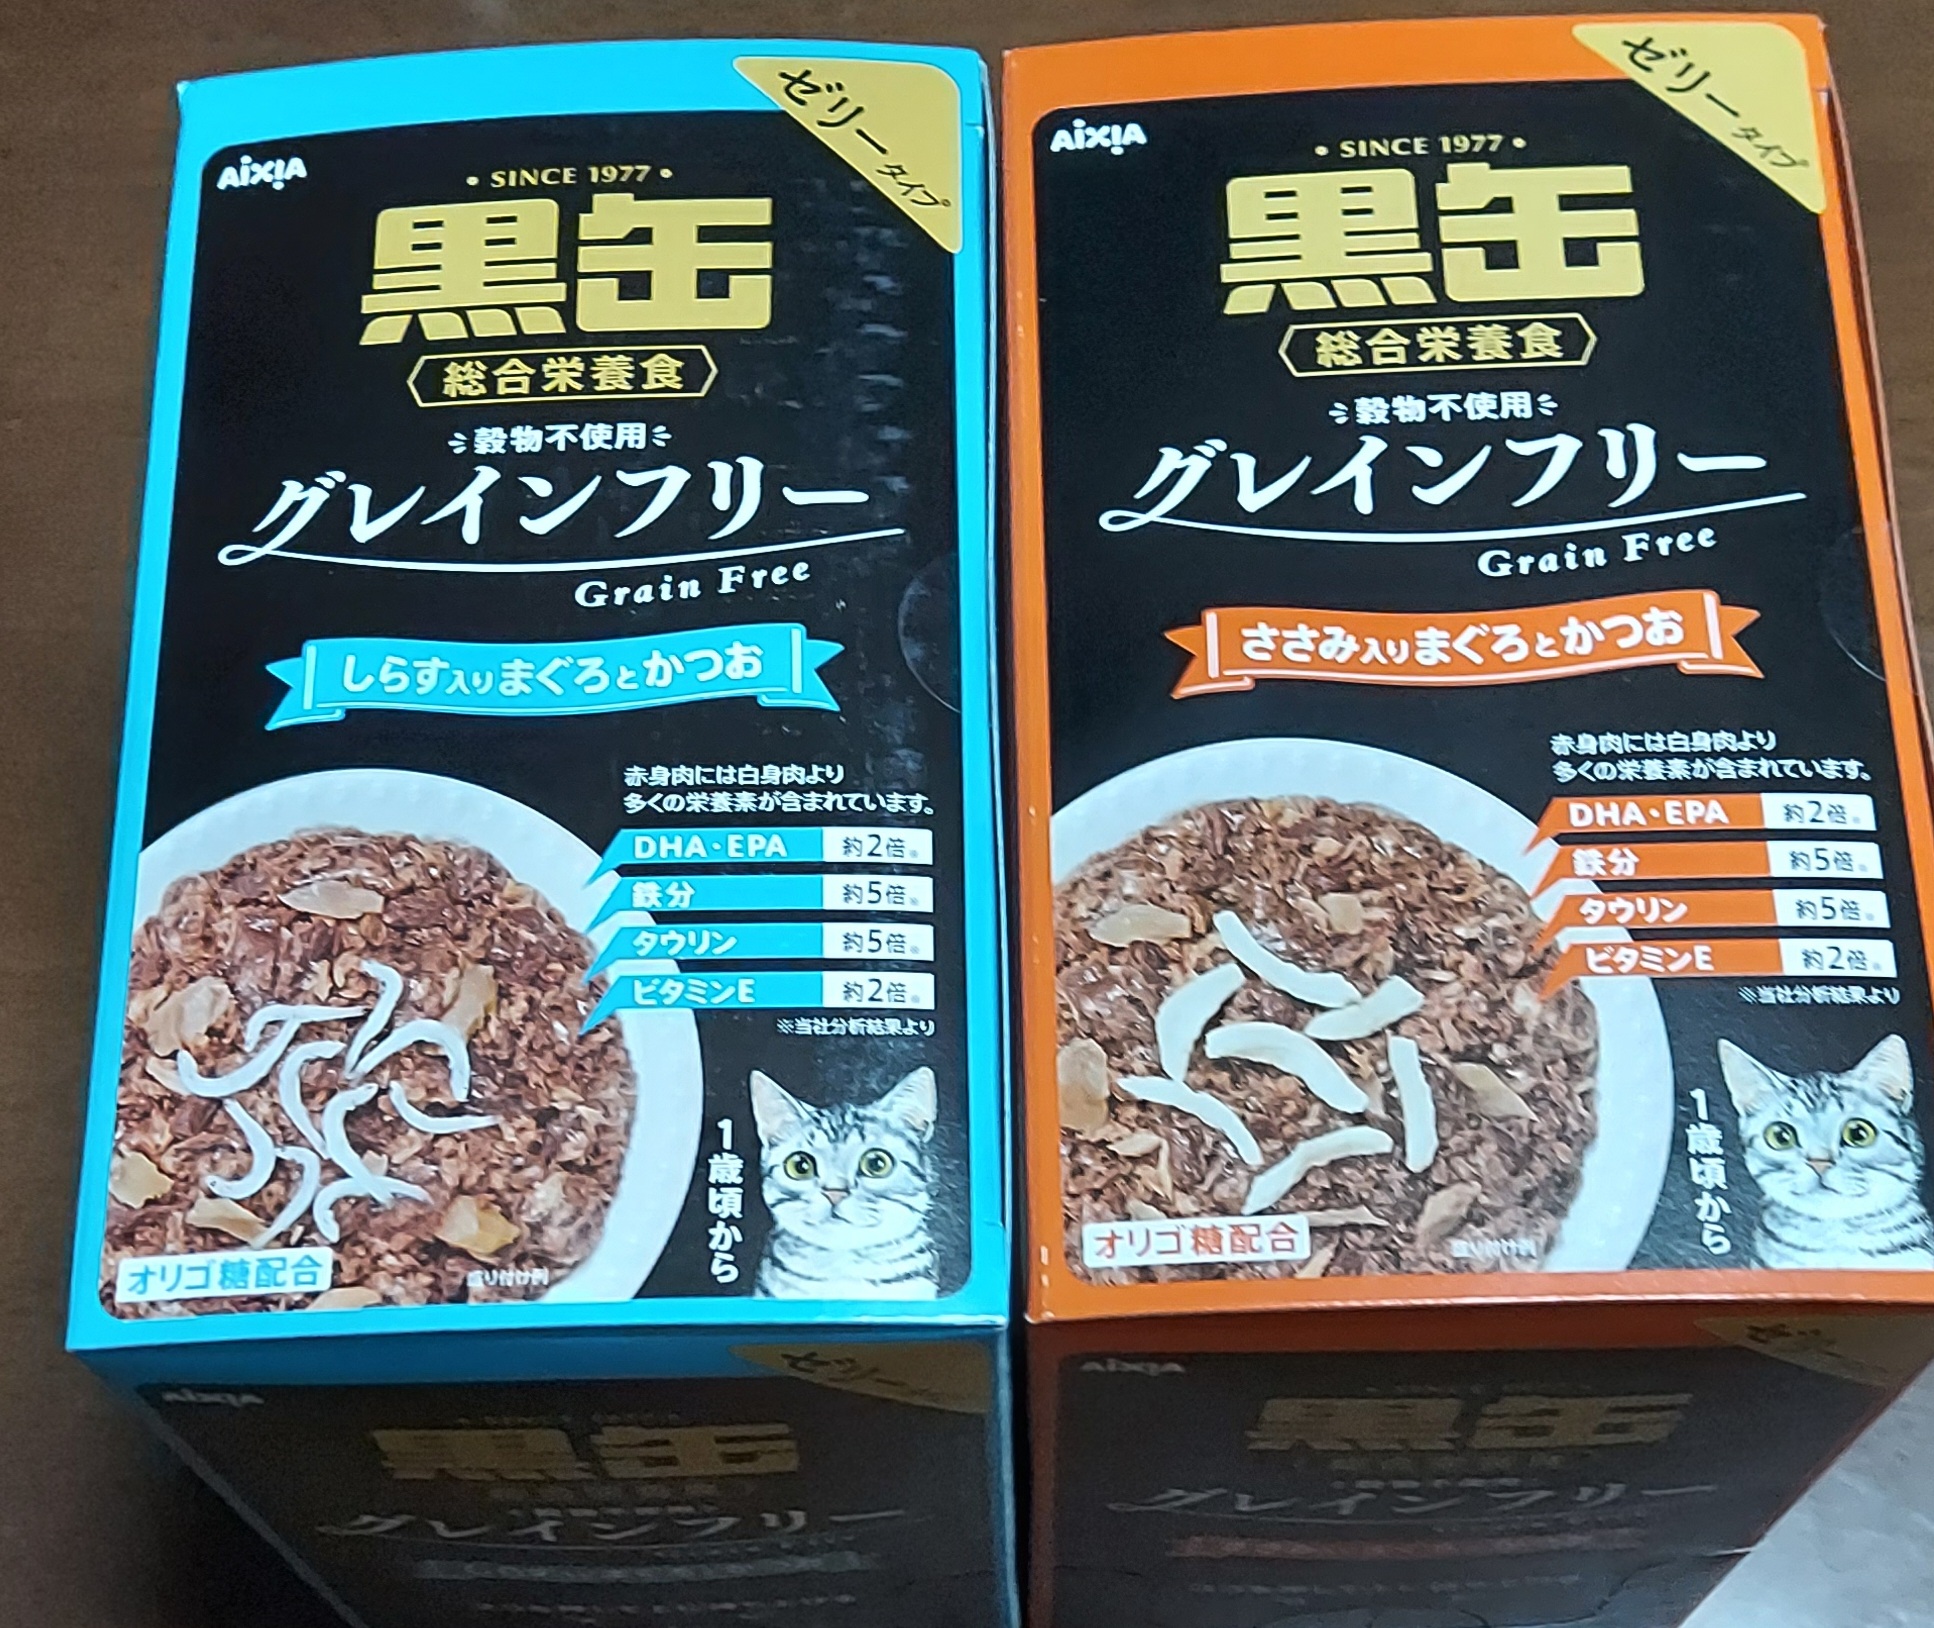 AIXIA
ゼリータイプ
• SINCE 1977 •
黒缶
総合栄養食
穀物不使用
グレインフリー
Grain Free
しらす入りまぐろとかつお
赤身肉には白身肉より
多くの栄養素が含まれています。
DHA・EPA 約2倍※
鉄分 約5倍※
タウリン 約5倍※
ビタミンE 約2倍※
※当社分析結果より
1歳頃から
オリゴ糖配合
盛り付け例
AIXIA
ゼリー
黒缶
グレインフリー
AIXIA
ゼリータイプ
• SINCE 1977 •
黒缶
総合栄養食
穀物不使用
グレインフリー
Grain Free
ささみ入りまぐろとかつお
赤身肉には白身肉より
多くの栄養素が含まれています。
DHA・EPA 約2倍※
鉄分 約5倍※
タウリン 約5倍※
ビタミンE 約2倍※
※当社分析結果より
1歳頃から
オリゴ糖配合
盛り付け例
AIXIA
ゼリー
黒缶
グレインフリー